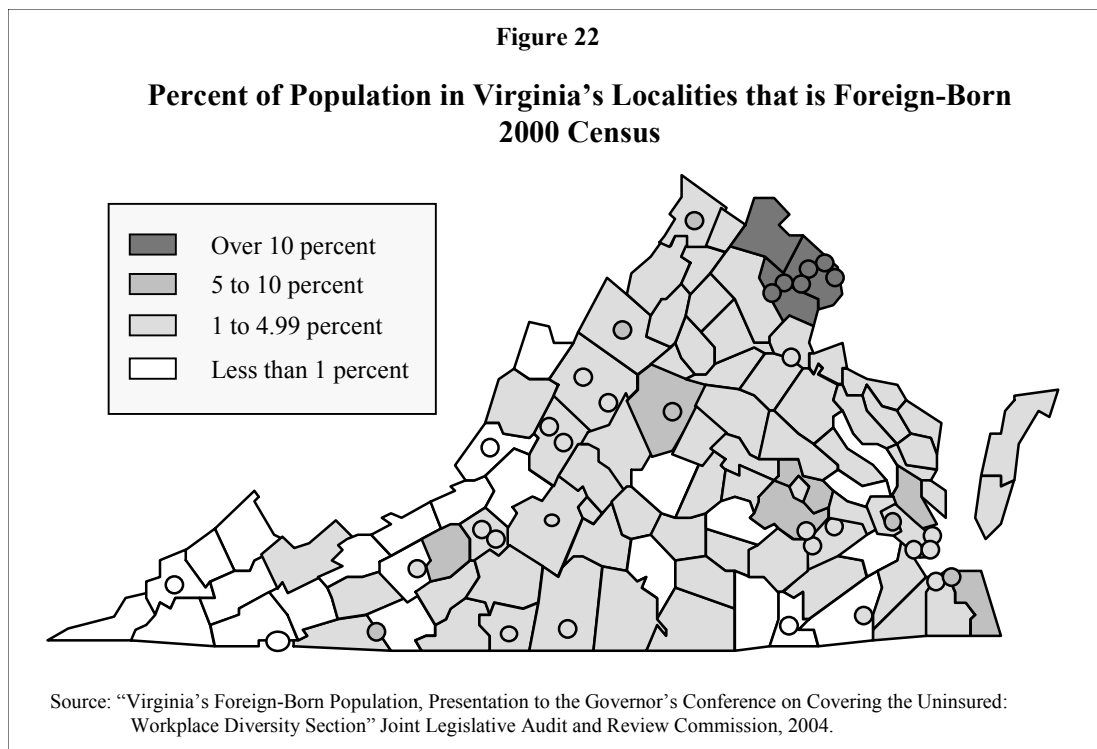 Figure 22
Percent of Population in Virginia’s Localities that is Foreign-Born
2000 Census
Over 10 percent
5 to 10 percent
1 to 4.99 percent
Less than 1 percent
Source: “Virginia’s Foreign-Born Population, Presentation to the Governor’s Conference on Covering the Uninsured:
Workplace Diversity Section” Joint Legislative Audit and Review Commission, 2004.